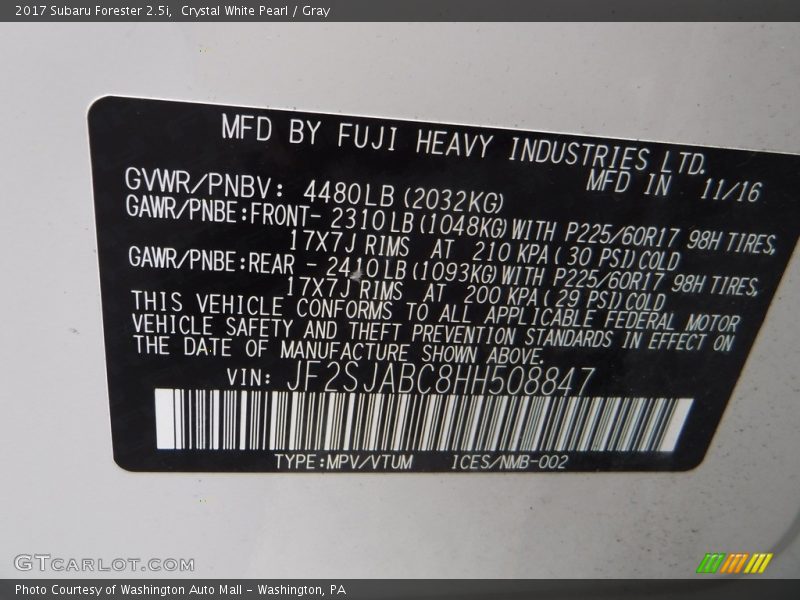 2017 Subaru Forester 2.5i,  Crystal White Pearl / Gray
MFD BY FUJI HEAVY INDUSTRIES LTD.
MFD IN 11/16
GVWR/PNBV: 4480LB (2032KG)
GAWR/PNBE:FRONT- 2310LB (1048KG) WITH P225/60R17 98H TIRES,
17X7J RIMS AT 210 KPA ( 30 PSI) COLD
GAWR/PNBE:REAR - 2410LB (1093KG) WITH P225/60R17 98H TIRES,
17X7J RIMS AT 200 KPA ( 29 PSI) COLD
THIS VEHICLE CONFORMS TO ALL APPLICABLE FEDERAL MOTOR
VEHICLE SAFETY AND THEFT PREVENTION STANDARDS IN EFFECT ON
THE DATE OF MANUFACTURE SHOWN ABOVE.
VIN: JF2SJABC8HH508847
TYPE:MPV/VTUM ICES/NMB-002
GTcarlot.com
Photo Courtesy of Washington Auto Mall - Washington, PA